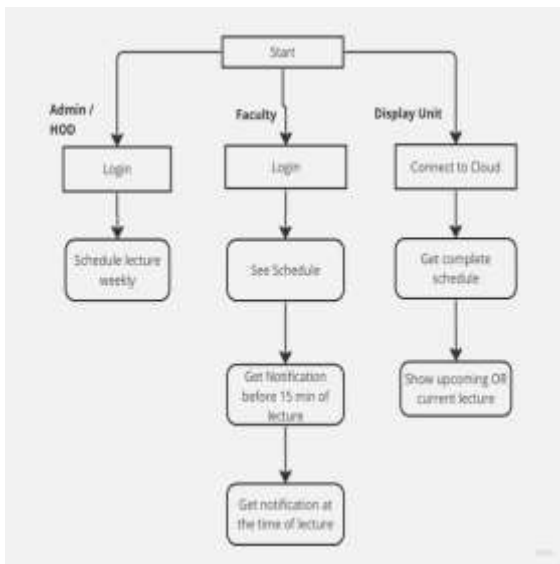 Start
Admin /
HOD
Faculty
Display Unit
Login
Login
Connect to Cloud
Schedule lecture
weekly
See Schedule
Get complete
schedule
Get Notification
before 15 min of
lecture
Show upcoming OR
current lecture
Get notification at
the time of lecture